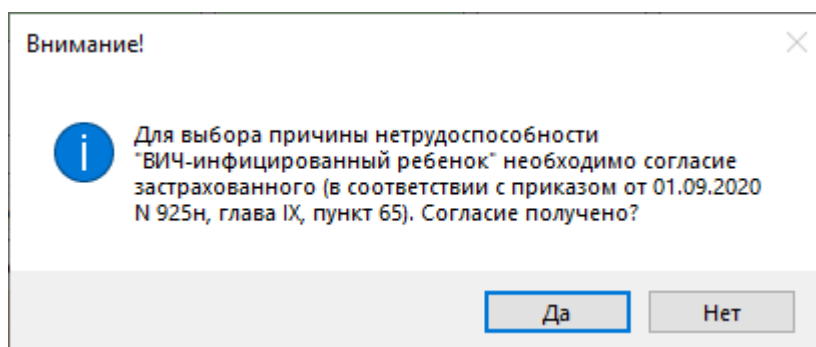 Внимание!
Для выбора причины нетрудоспособности
"ВИЧ-инфицированный ребенок" необходимо согласие
застрахованного (в соответствии с приказом от 01.09.2020
N 925н, глава IX, пункт 65). Согласие получено?
Да
Нет